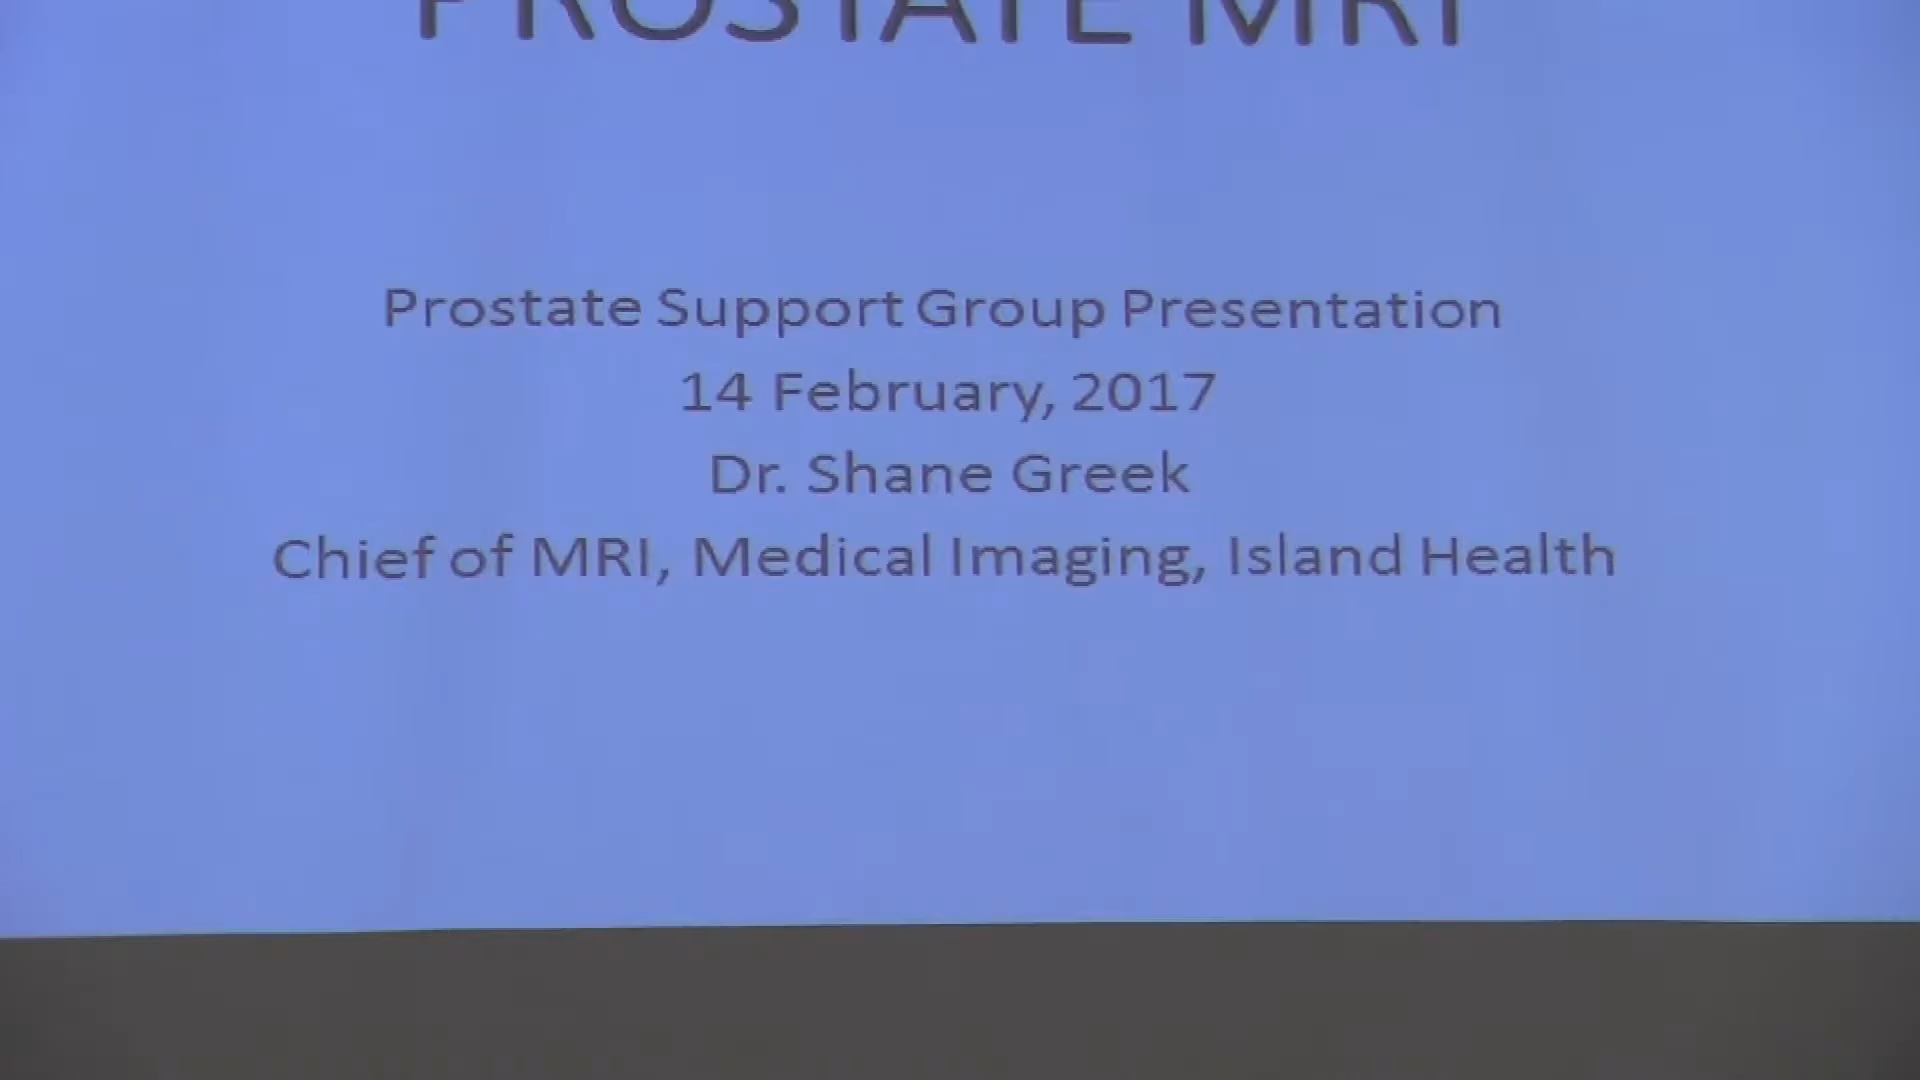 PROSTATE MRI
Prostate Support Group Presentation
14 February, 2017
Dr. Shane Greek
Chief of MRI, Medical Imaging, Island Health